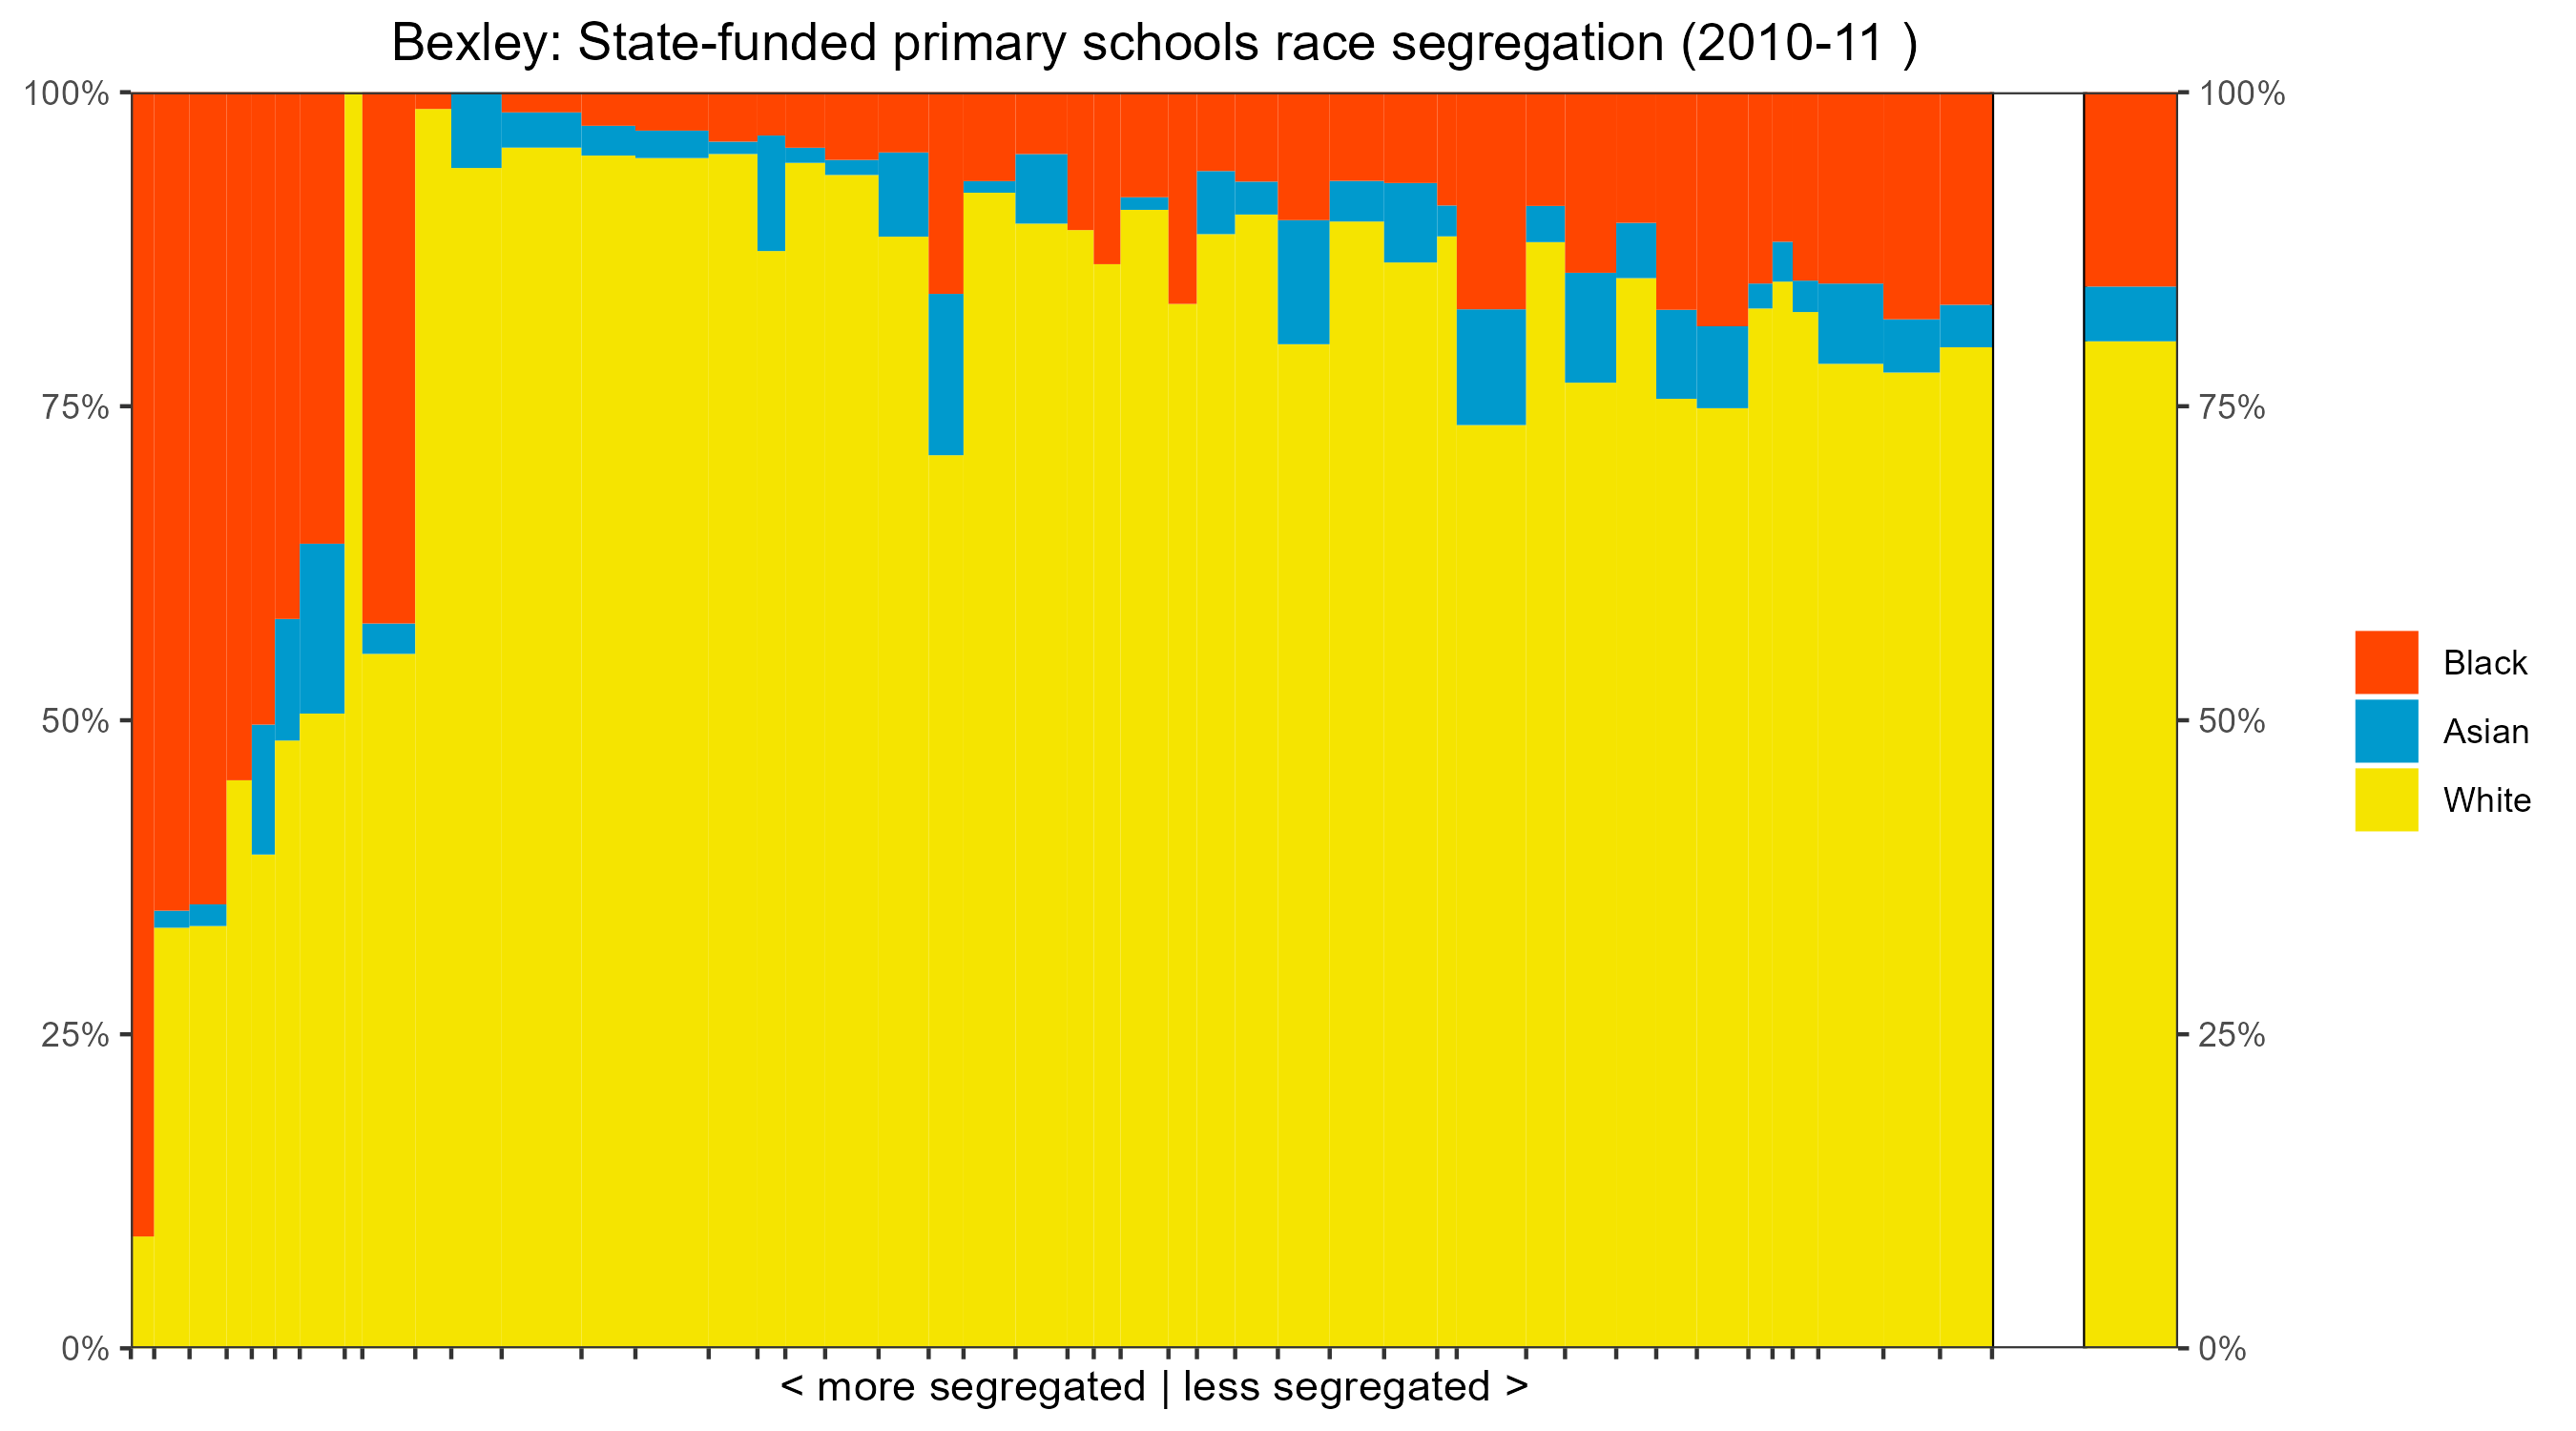 Bexley: State-funded primary schools race segregation (2010-11 )
100%
75%
50%
25%
0%
100%
75%
50%
25%
0%
Black
Asian
White
< more segregated | less segregated >